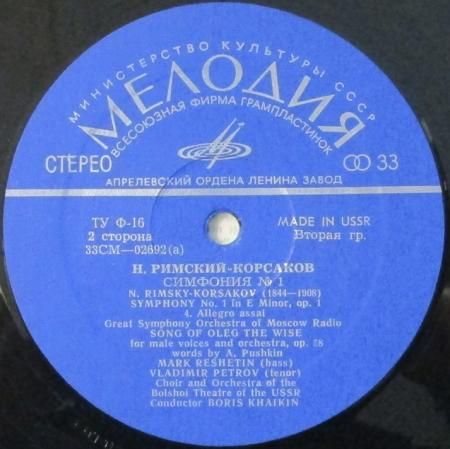 МИНИСТЕРСТВО КУЛЬТУРЫ СССР
МЕЛОДИЯ
ВСЕСОЮЗНАЯ ФИРМА ГРАМПЛАСТИНОК
СТЕРЕО
33
АПРЕЛЕВСКИЙ ОРДЕНА ЛЕНИНА ЗАВОД
ТУ Ф-16
MADE IN USSR
2 сторона
Вторая гр.
33СМ—02692(а)
Н. РИМСКИЙ-КОРСАКОВ
СИМФОНИЯ № 1
N. RIMSKY-KORSAKOV (1844—1908)
SYMPHONY No. 1 in E Minor, op. 1
4. Allegro assai
Great Symphony Orchestra of Moscow Radio
SONG OF OLEG THE WISE
for male voices and orchestra, op. 58
words by A. Pushkin
MARK RESHETIN (bass)
VLADIMIR PETROV (tenor)
Choir and Orchestra of the
Bolshoi Theatre of the USSR
Conductor BORIS KHAIKIN